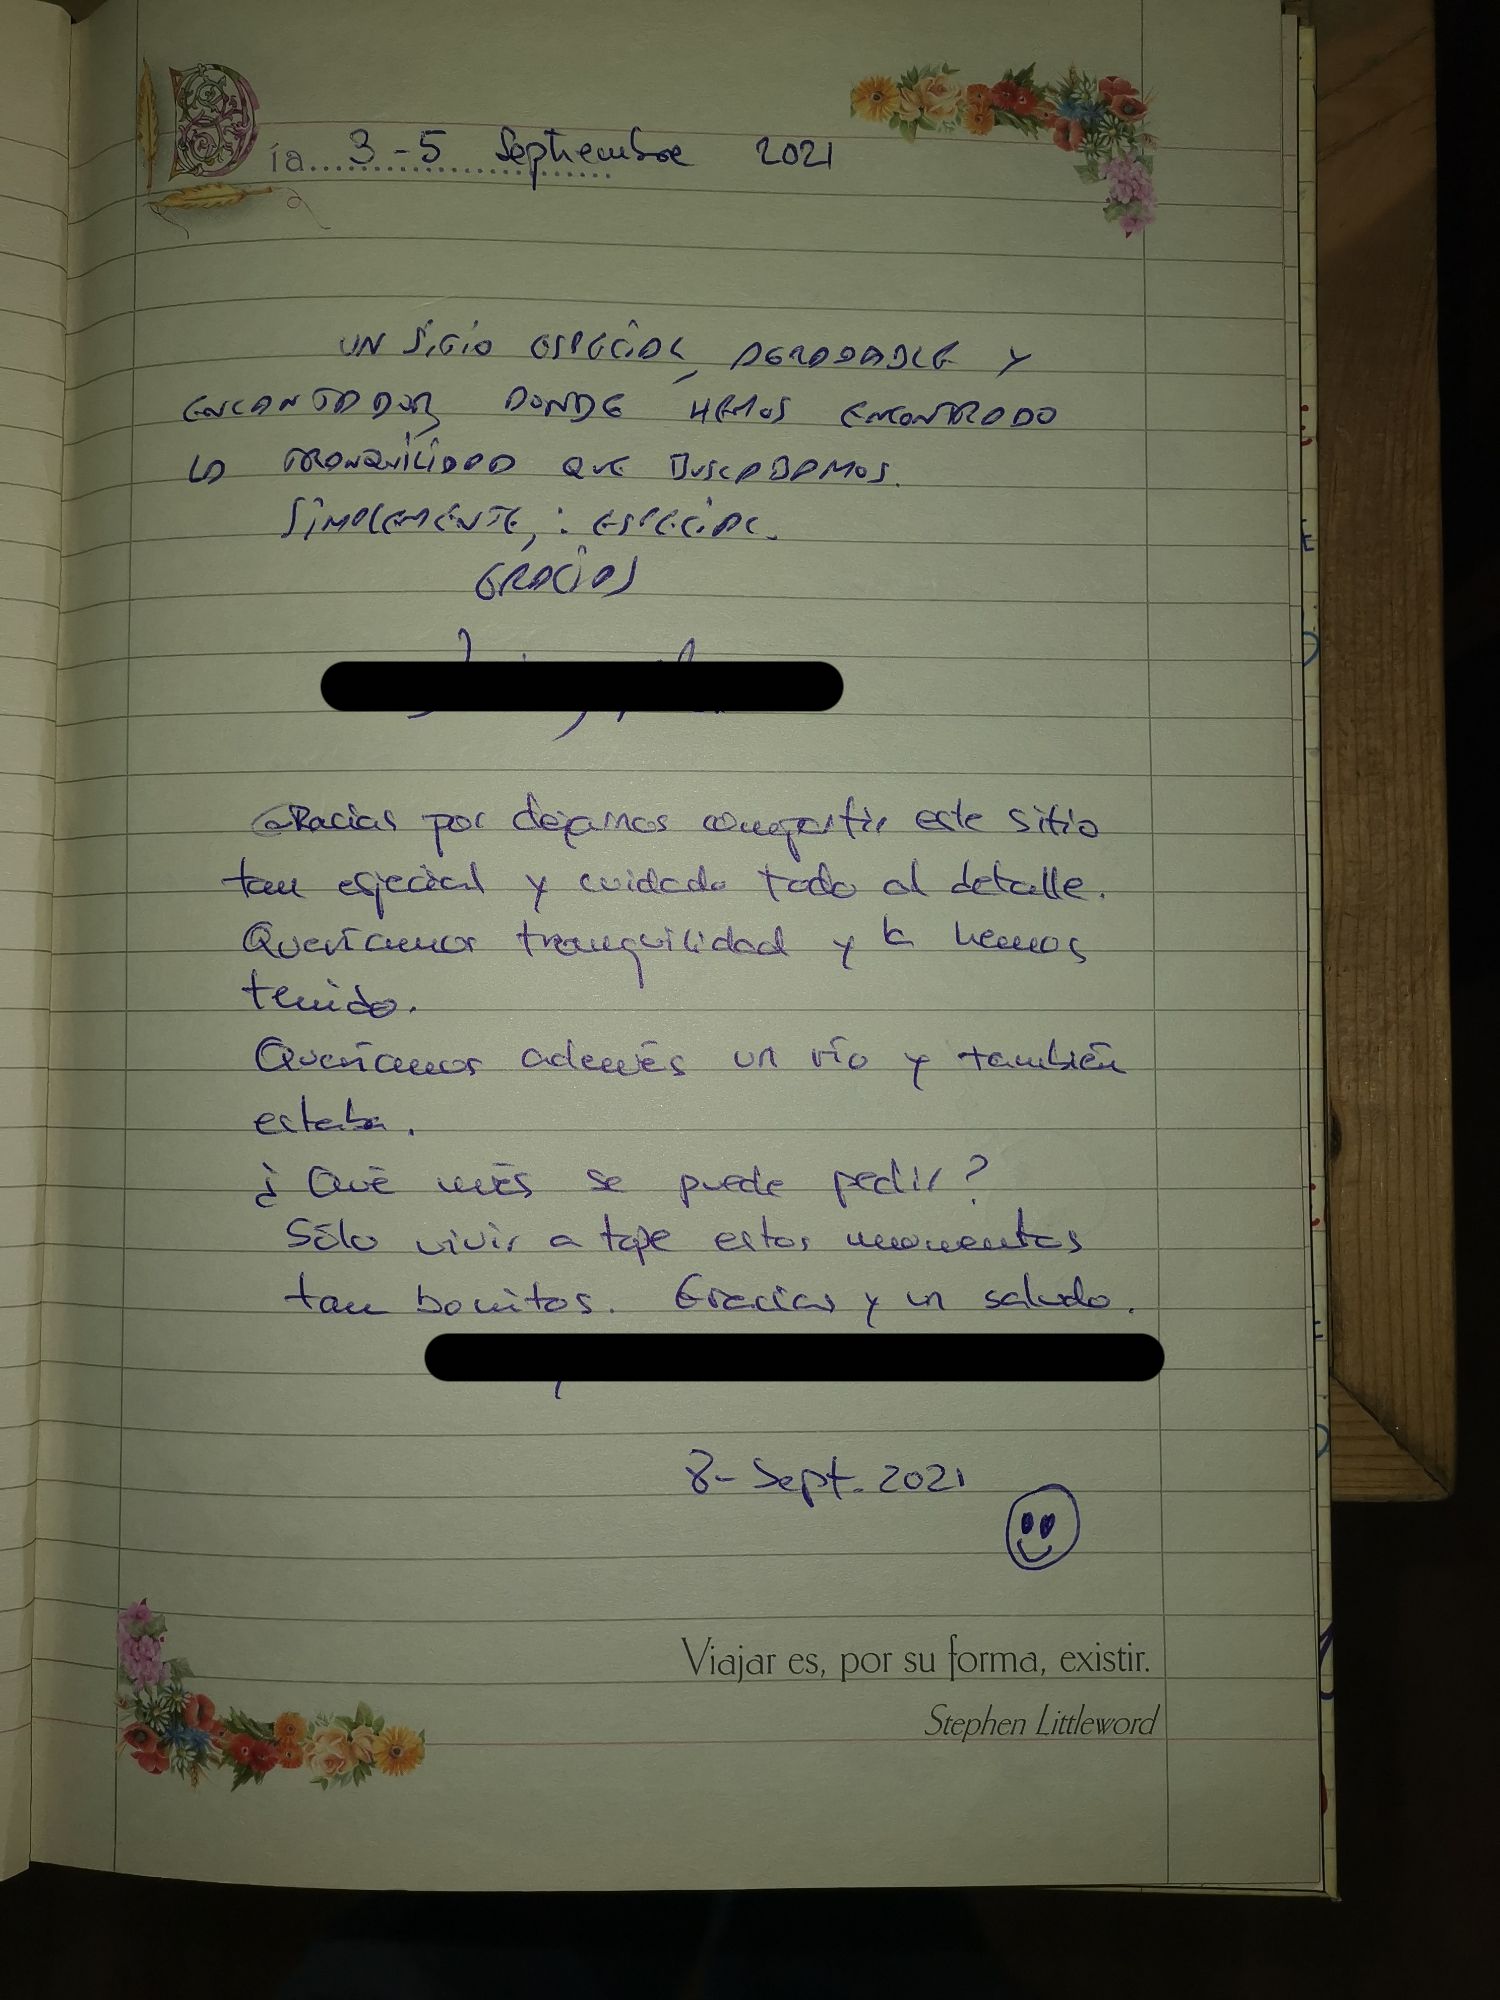 Día 3-5 Septiembre 2021
UN SITIO ESPECIAL, AGRADABLE Y
ENCANTADOR DONDE HEMOS ENCONTRADO
LA TRANQUILIDAD QUE BUSCABAMOS.
SIMPLEMENTE,: ESPECIAL.
GRACIAS
GRacias por dejarnos compartir este sitio
tan especial y cuidado todo al detalle.
Queríamos tranquilidad y la hemos
tenido.
Queríamos además un río y también
estaba.
¿Qué más se puede pedir?
Sólo vivir a tope estos momentos
tan bonitos. Gracias y un saludo.
8-Sept. 2021
Viajar es, por su forma, existir.
Stephen Littleword